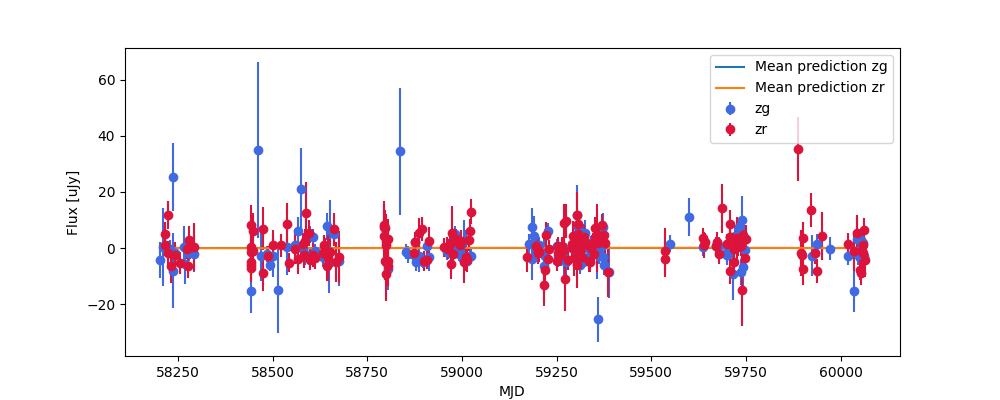 Mean prediction zg
Mean prediction zr
zg
zr
Flux [uJy]
60
40
20
0
−20
58250
58500
58750
59000
59250
59500
59750
60000
MJD